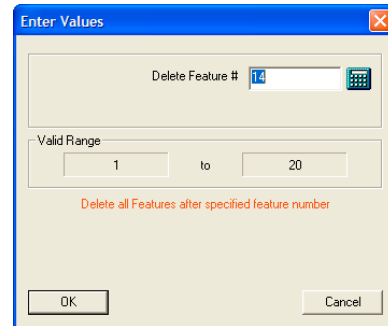 Enter Values
Delete Feature # 14
Valid Range
1 to 20
Delete all Features after specified feature number
OK Cancel